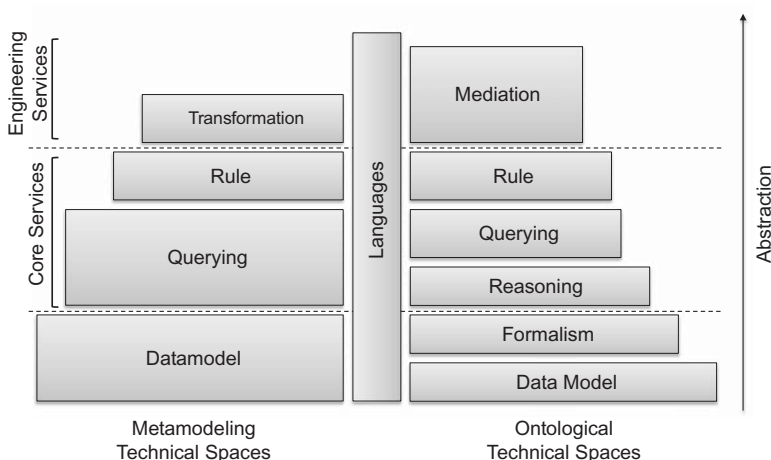 Engineering
Services
Transformation
Mediation
Core Services
Rule
Querying
Languages
Rule
Querying
Reasoning
Abstraction
Datamodel
Formalism
Data Model
Metamodeling
Technical Spaces
Ontological
Technical Spaces